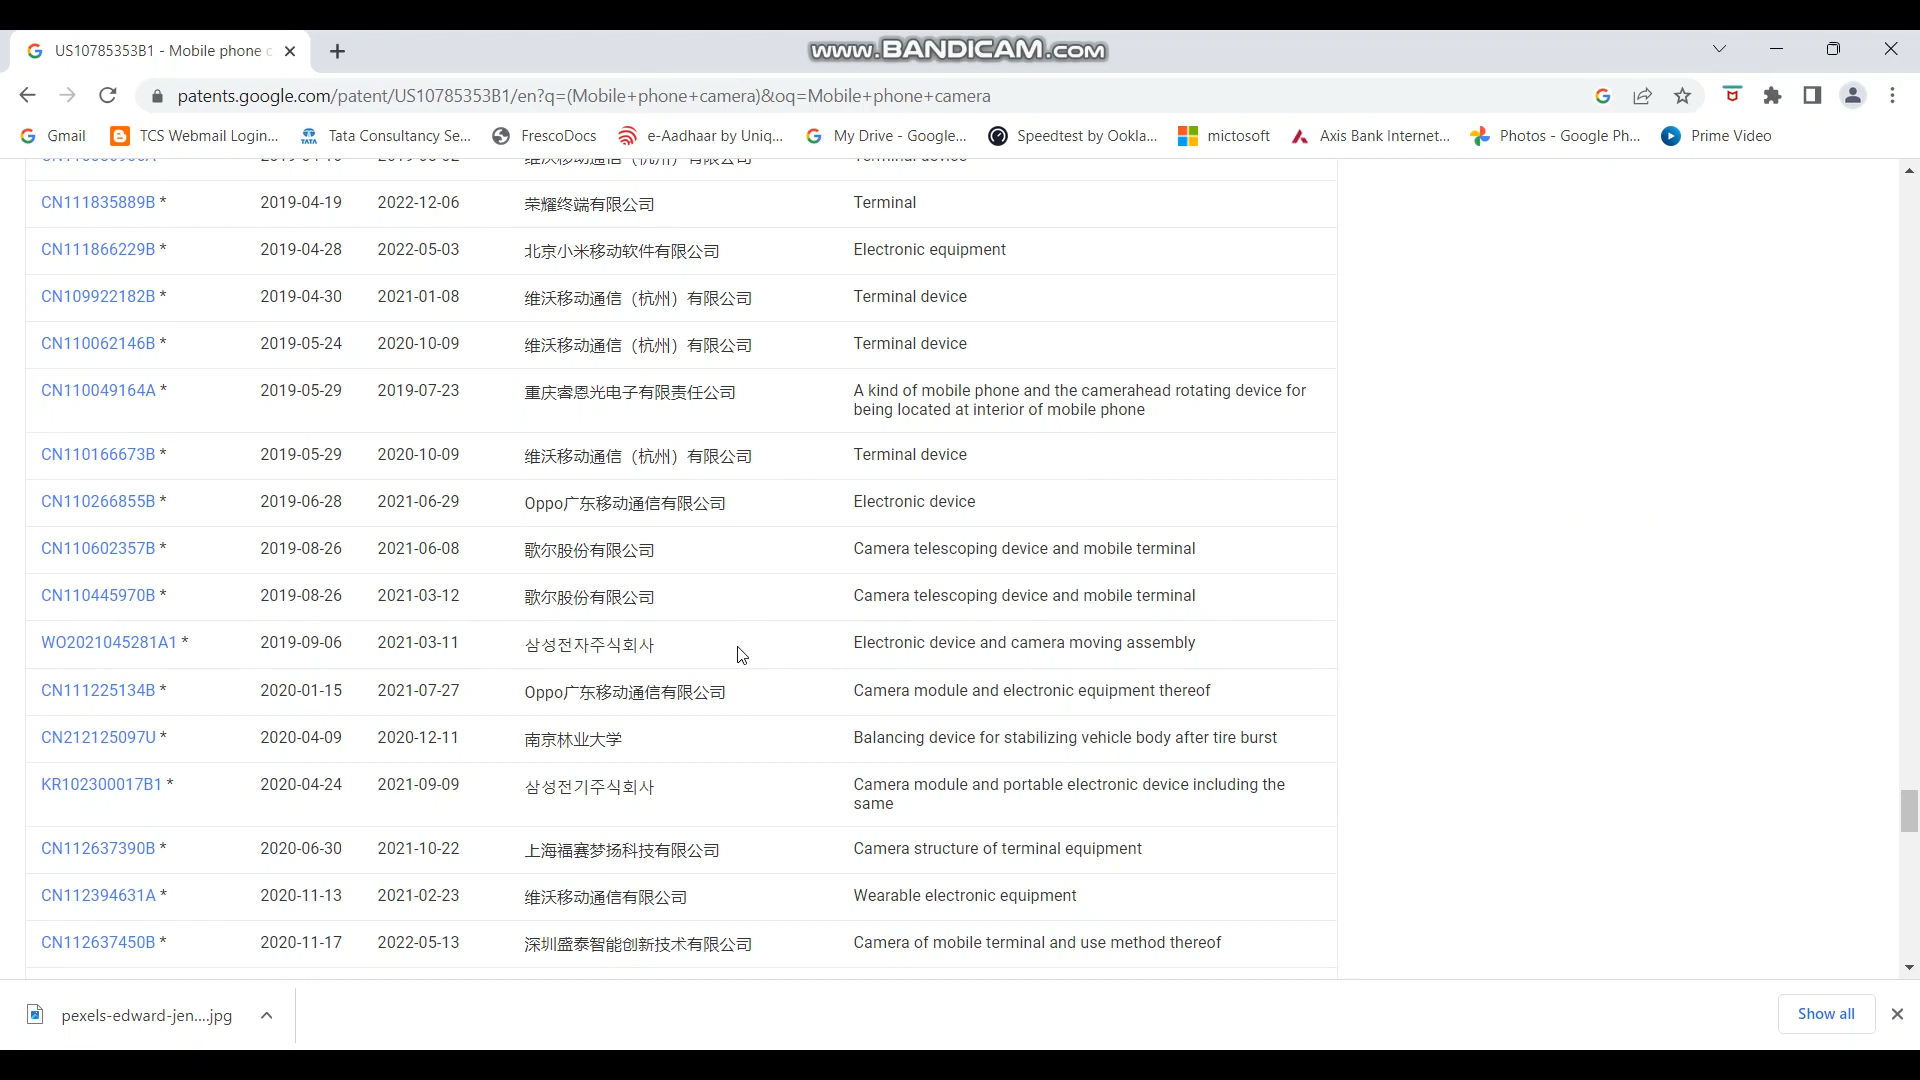 US10785353B1 - Mobile phone c
www.BANDICAM.com
patents.google.com/patent/US10785353B1/en?q=(Mobile+phone+camera)&oq=Mobile+phone+camera
Gmail TCS Webmail Login... Tata Consultancy Se... FrescoDocs e-Aadhaar by Uniq... My Drive - Google... Speedtest by Ookla... mictosoft Axis Bank Internet... Photos - Google Ph... Prime Video
CN111835889B * 2019-04-19 2022-12-06 荣耀终端有限公司 Terminal
CN111866229B * 2019-04-28 2022-05-03 北京小米移动软件有限公司 Electronic equipment
CN109922182B * 2019-04-30 2021-01-08 维沃移动通信（杭州）有限公司 Terminal device
CN110062146B * 2019-05-24 2020-10-09 维沃移动通信（杭州）有限公司 Terminal device
CN110049164A * 2019-05-29 2019-07-23 重庆睿恩光电子有限责任公司 A kind of mobile phone and the camerahead rotating device for
being located at interior of mobile phone
CN110166673B * 2019-05-29 2020-10-09 维沃移动通信（杭州）有限公司 Terminal device
CN110266855B * 2019-06-28 2021-06-29 Oppo广东移动通信有限公司 Electronic device
CN110602357B * 2019-08-26 2021-06-08 歌尔股份有限公司 Camera telescoping device and mobile terminal
CN110445970B * 2019-08-26 2021-03-12 歌尔股份有限公司 Camera telescoping device and mobile terminal
WO2021045281A1 * 2019-09-06 2021-03-11 삼성전자주식회사 Electronic device and camera moving assembly
CN111225134B * 2020-01-15 2021-07-27 Oppo广东移动通信有限公司 Camera module and electronic equipment thereof
CN212125097U * 2020-04-09 2020-12-11 南京林业大学 Balancing device for stabilizing vehicle body after tire burst
KR102300017B1 * 2020-04-24 2021-09-09 삼성전기주식회사 Camera module and portable electronic device including the
same
CN112637390B * 2020-06-30 2021-10-22 上海福赛梦扬科技有限公司 Camera structure of terminal equipment
CN112394631A * 2020-11-13 2021-02-23 维沃移动通信有限公司 Wearable electronic equipment
CN112637450B * 2020-11-17 2022-05-13 深圳盛泰智能创新技术有限公司 Camera of mobile terminal and use method thereof
pexels-edward-jen....jpg Show all